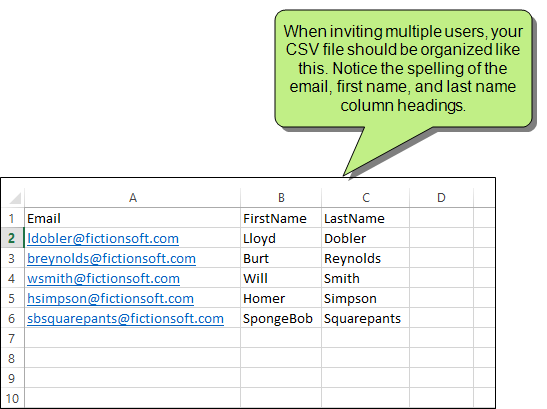 When inviting multiple users, your
CSV file should be organized like
this. Notice the spelling of the
email, first name, and last name
column headings.
A B C D
1 Email FirstName LastName
2 ldobler@fictionsoft.com Lloyd Dobler
3 breynolds@fictionsoft.com Burt Reynolds
4 wsmith@fictionsoft.com Will Smith
5 hsimpson@fictionsoft.com Homer Simpson
6 sbsquarepants@fictionsoft.com SpongeBob Squarepants
7
8
9
10